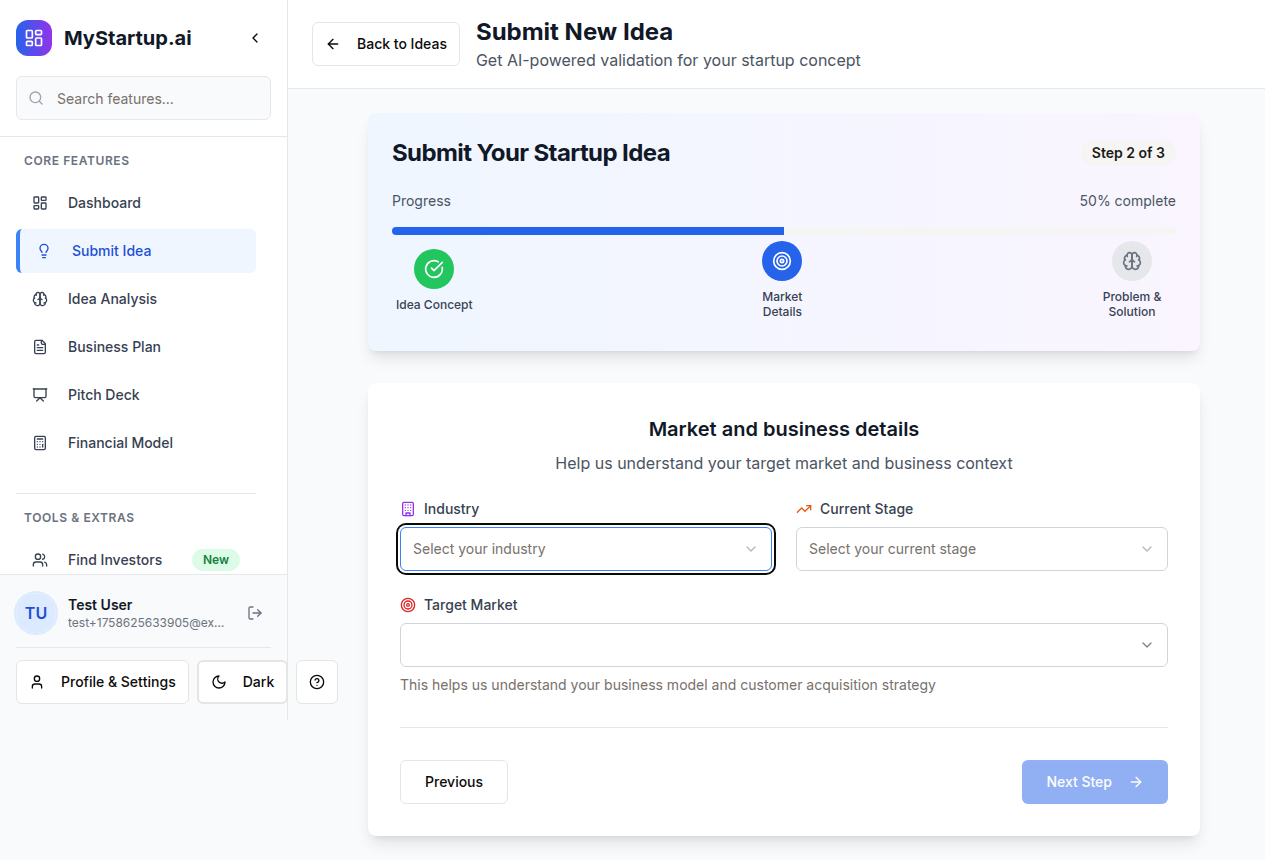 MyStartup.ai
Search features...
CORE FEATURES
Dashboard
Submit Idea
Idea Analysis
Business Plan
Pitch Deck
Financial Model
TOOLS & EXTRAS
Find Investors New
TU
Test User
test+1758625633905@ex...
Profile & Settings
Dark
Back to Ideas
Submit New Idea
Get AI-powered validation for your startup concept
Submit Your Startup Idea
Step 2 of 3
Progress
50% complete
Idea Concept
Market
Details
Problem &
Solution
Market and business details
Help us understand your target market and business context
Industry
Select your industry
Current Stage
Select your current stage
Target Market
This helps us understand your business model and customer acquisition strategy
Previous
Next Step